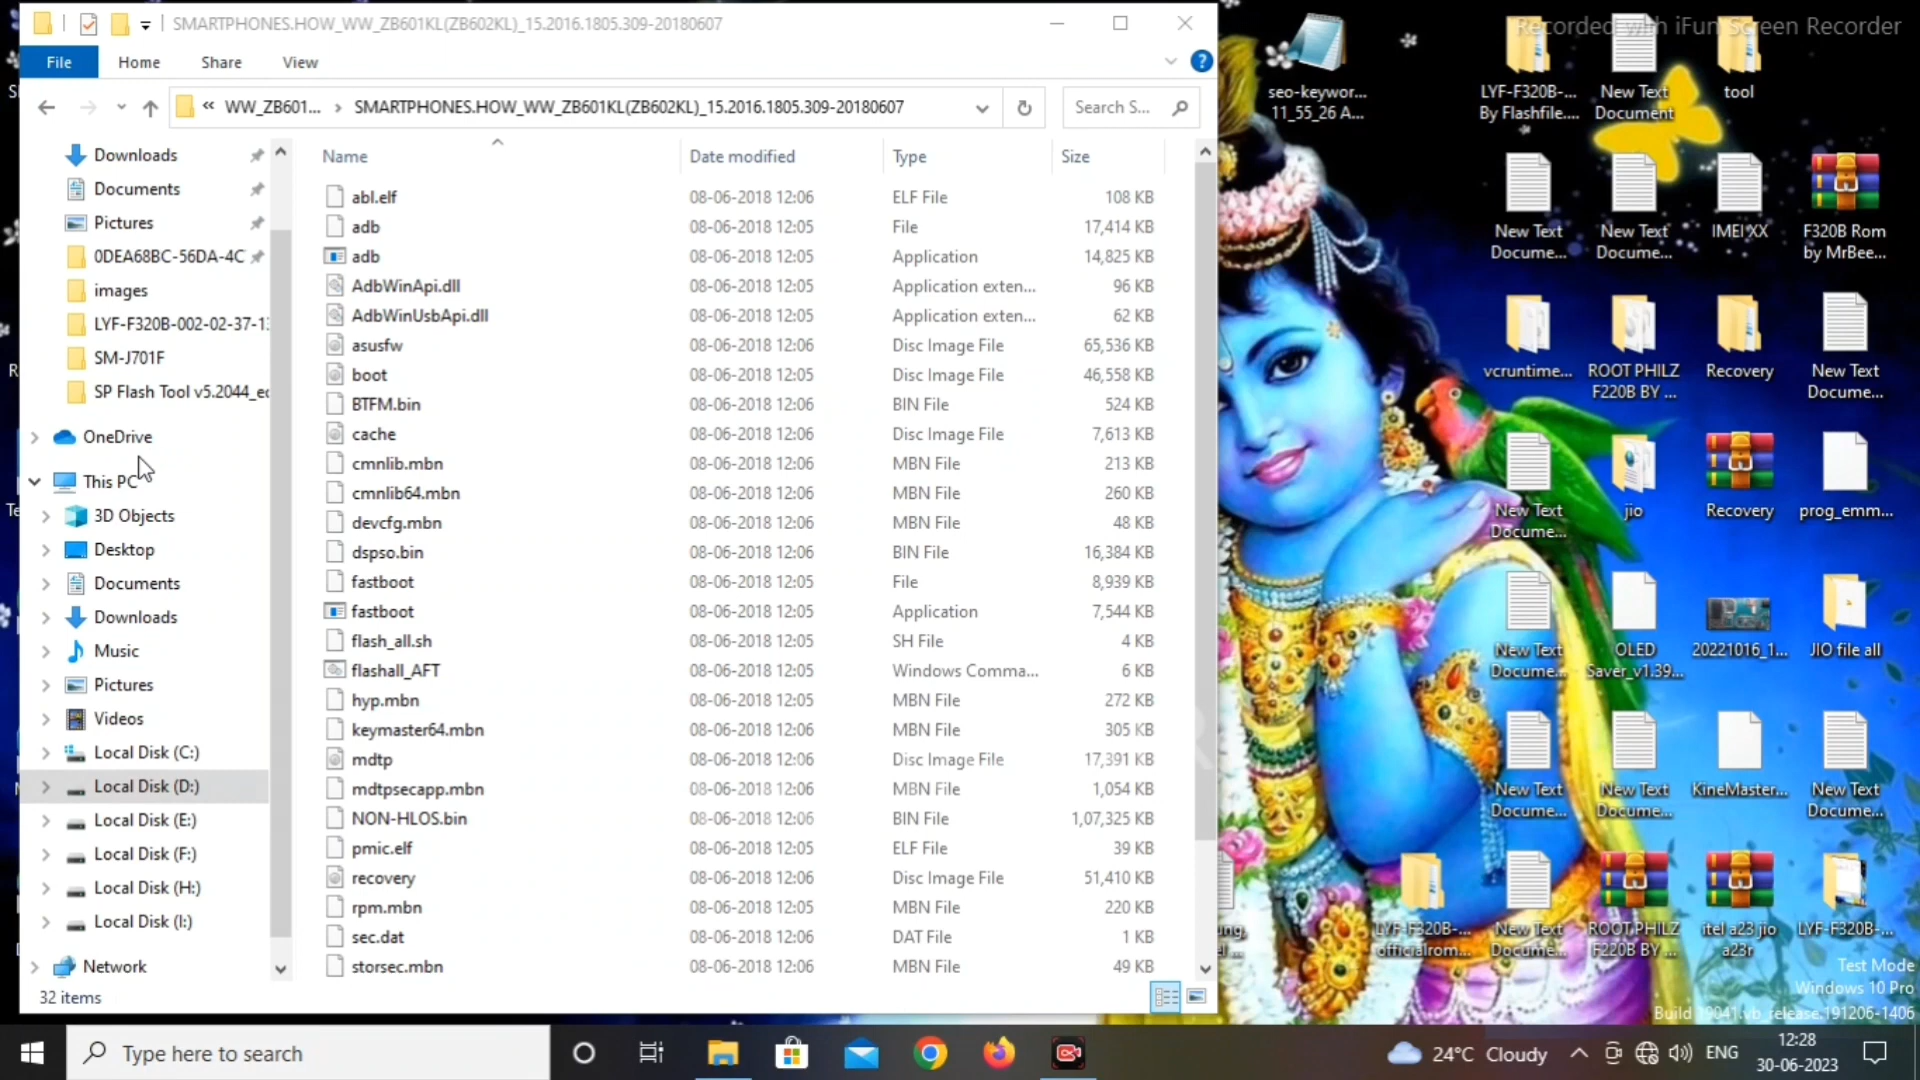 SMARTPHONES.HOW_WW_ZB601KL(ZB602KL)_15.2016.1805.309-20180607
Recorded with iFun Screen Recorder
File Home Share View
« WW_ZB601... › SMARTPHONES.HOW_WW_ZB601KL(ZB602KL)_15.2016.1805.309-20180607
Search S...
Downloads
Documents
Pictures
0DEA68BC-56DA-4C
images
LYF-F320B-002-02-37-13
SM-J701F
SP Flash Tool v5.2044_ec
OneDrive
This PC
3D Objects
Desktop
Documents
Downloads
Music
Pictures
Videos
Local Disk (C:)
Local Disk (D:)
Local Disk (E:)
Local Disk (F:)
Local Disk (H:)
Local Disk (I:)
Network
Name Date modified Type Size
abl.elf 08-06-2018 12:06 ELF File 108 KB
adb 08-06-2018 12:06 File 17,414 KB
adb 08-06-2018 12:06 Application 14,825 KB
AdbWinApi.dll 08-06-2018 12:05 Application exten... 96 KB
AdbWinUsbApi.dll 08-06-2018 12:05 Application exten... 62 KB
asusfw 08-06-2018 12:06 Disc Image File 65,536 KB
boot 08-06-2018 12:05 Disc Image File 46,558 KB
BTFM.bin 08-06-2018 12:06 BIN File 524 KB
cache 08-06-2018 12:06 Disc Image File 7,613 KB
cmnlib.mbn 08-06-2018 12:06 MBN File 213 KB
cmnlib64.mbn 08-06-2018 12:06 MBN File 260 KB
devcfg.mbn 08-06-2018 12:06 MBN File 48 KB
dspso.bin 08-06-2018 12:06 BIN File 16,384 KB
fastboot 08-06-2018 12:05 File 8,939 KB
fastboot 08-06-2018 12:05 Application 7,544 KB
flash_all.sh 08-06-2018 12:05 SH File 4 KB
flashall_AFT 08-06-2018 12:05 Windows Comma... 6 KB
hyp.mbn 08-06-2018 12:06 MBN File 272 KB
keymaster64.mbn 08-06-2018 12:06 MBN File 305 KB
mdtp 08-06-2018 12:05 Disc Image File 17,391 KB
mdtpsecapp.mbn 08-06-2018 12:06 MBN File 1,054 KB
NON-HLOS.bin 08-06-2018 12:06 BIN File 1,07,325 KB
pmic.elf 08-06-2018 12:05 ELF File 39 KB
recovery 08-06-2018 12:06 Disc Image File 51,410 KB
rpm.mbn 08-06-2018 12:05 MBN File 220 KB
sec.dat 08-06-2018 12:06 DAT File 1 KB
storsec.mbn 08-06-2018 12:06 MBN File 49 KB
32 items
seo-keywor...
11_55_26 A...
LYF-F320B-...
By Flashfile....
New Text
Document
tool
New Text
Docume...
New Text
Docume...
IMEI XX
F320B Rom
by MrBee...
vcruntime...
ROOT PHILZ
F220B BY ...
Recovery
New Text
Docume...
New Text
Docume...
jio
Recovery
prog_emm...
New Text
Docume...
OLED
Saver_v1.39...
20221016_1...
JIO file all
New Text
Docume...
New Text
Docume...
KineMaster...
New Text
Docume...
LYF-F320B-...
officialrom...
New Text
Docume...
ROOT PHILZ
F220B BY ...
itel a23 jio
a23r
LYF-F320B-...
Test Mode
Windows 10 Pro
Build 19041.vb_release.191206-1406
Type here to search
24°C Cloudy
ENG
12:28
30-06-2023